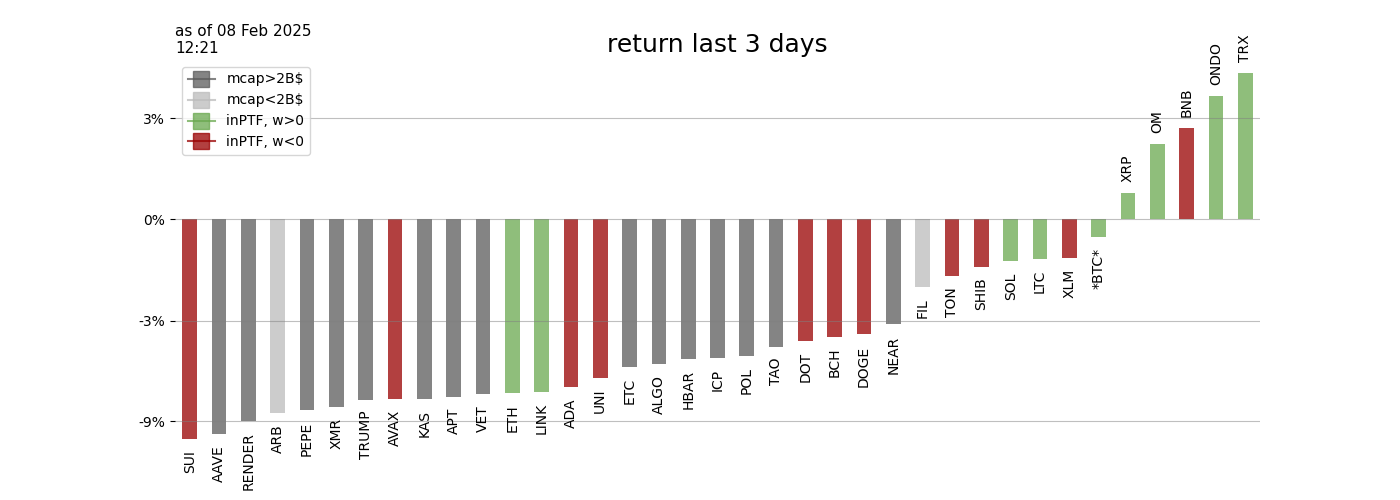 as of 08 Feb 2025
12:21
return last 3 days
mcap>2B$
mcap<2B$
inPTF, w>0
inPTF, w<0
3%
0%
-3%
-9%
SUI
AAVE
RENDER
ARB
PEPE
XMR
TRUMP
AVAX
KAS
APT
VET
ETH
LINK
ADA
UNI
ETC
ALGO
HBAR
ICP
POL
TAO
DOT
BCH
DOGE
NEAR
FIL
TON
SHIB
SOL
LTC
XLM
*BTC*
XRP
OM
BNB
ONDO
TRX